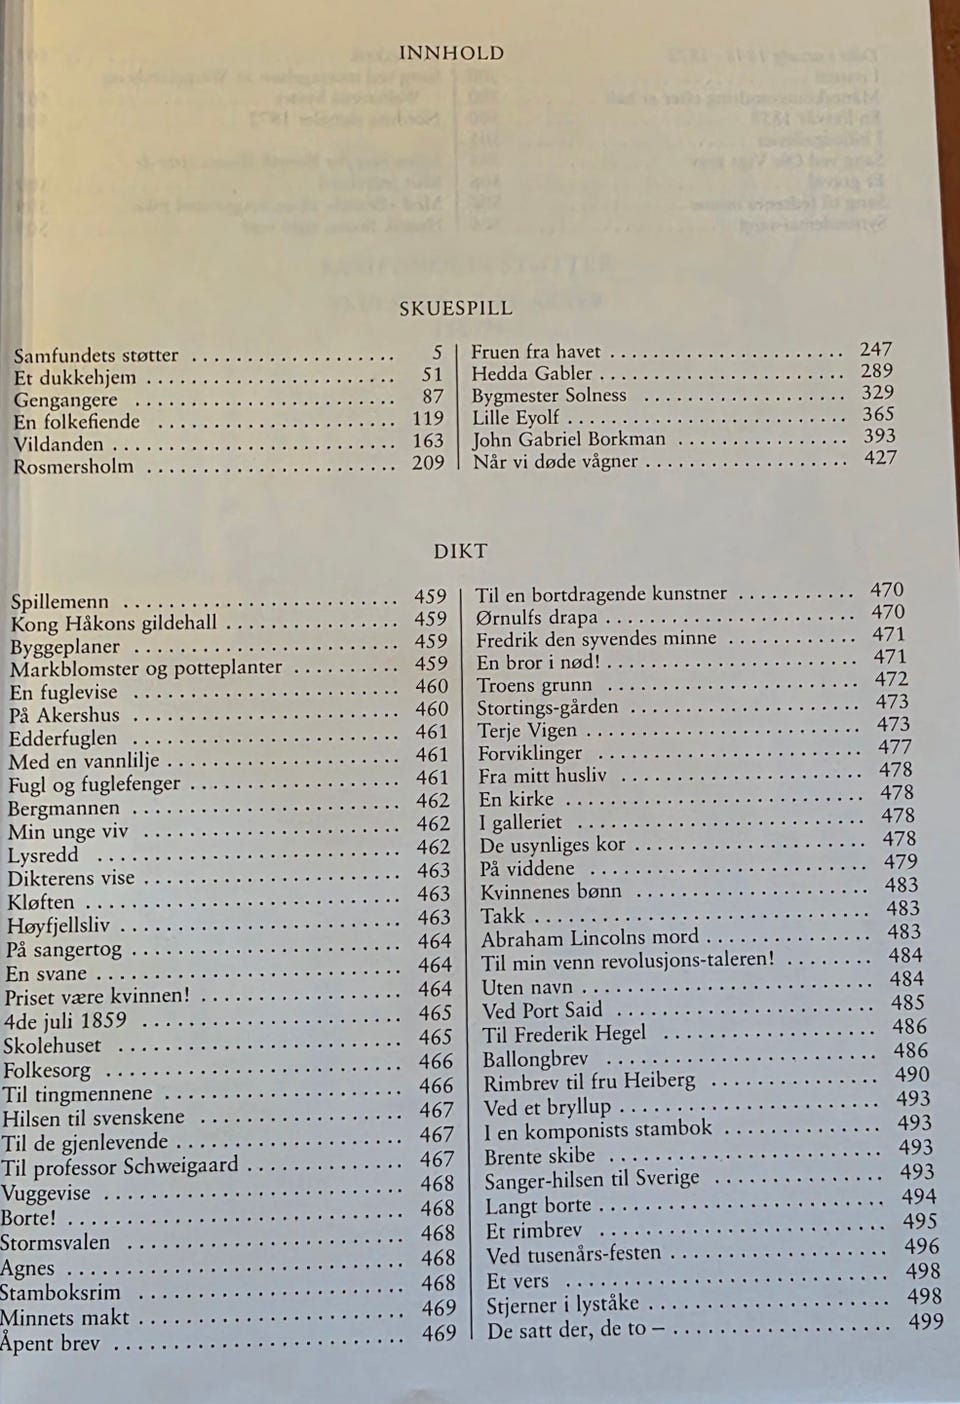 INNHOLD
SKUESPILL
Samfundets støtter ................... 5
Et dukkehjem ....................... 51
Gengangere ........................ 87
En folkefiende ...................... 119
Vildanden .......................... 163
Rosmersholm ....................... 209
Fruen fra havet ...................... 247
Hedda Gabler ....................... 289
Bygmester Solness ................... 329
Lille Eyolf .......................... 365
John Gabriel Borkman ................ 393
Når vi døde vågner ................... 427
DIKT
Spillemenn ......................... 459
Kong Håkons gildehall ................ 459
Byggeplaner ........................ 459
Markblomster og potteplanter .......... 459
En fuglevise ........................ 460
På Akershus ........................ 460
Edderfuglen ........................ 461
Med en vannlilje ..................... 461
Fugl og fuglefenger ................... 461
Bergmannen ........................ 462
Min unge viv ....................... 462
Lysredd ............................ 462
Dikterens vise ....................... 463
Kløften ............................. 463
Høyfjellsliv .......................... 463
På sangertog ........................ 464
En svane ............................ 464
Priset være kvinnen! .................. 464
4de juli 1859 ........................ 465
Skolehuset .......................... 465
Folkesorg ........................... 466
Til tingmennene ...................... 466
Hilsen til svenskene ................... 467
Til de gjenlevende ..................... 467
Til professor Schweigaard .............. 467
Vuggevise ........................... 468
Borte! .............................. 468
Stormsvalen ......................... 468
Agnes .............................. 468
Stamboksrim ........................ 468
Minnets makt ........................ 469
Åpent brev .......................... 469
Til en bortdragende kunstner ........... 470
Ørnulfs drapa ........................ 470
Fredrik den syvendes minne ............ 471
En bror i nød! ........................ 471
Troens grunn ........................ 472
Stortings-gården ..................... 473
Terje Vigen .......................... 473
Forviklinger ......................... 477
Fra mitt husliv ....................... 478
En kirke ............................ 478
I galleriet ........................... 478
De usynliges kor ..................... 478
På viddene .......................... 479
Kvinnenes bønn ...................... 483
Takk ............................... 483
Abraham Lincolns mord ............... 483
Til min venn revolusjons-taleren! ........ 484
Uten navn ........................... 484
Ved Port Said ........................ 485
Til Frederik Hegel .................... 486
Ballongbrev ......................... 486
Rimbrev til fru Heiberg ................ 490
Ved et bryllup ........................ 493
I en komponists stambok ............... 493
Brente skibe ......................... 493
Sanger-hilsen til Sverige ................ 493
Langt borte .......................... 494
Et rimbrev ........................... 495
Ved tusenårs-festen .................... 496
Et vers .............................. 498
Stjerner i lyståke ...................... 498
De satt der, de to – .................... 499